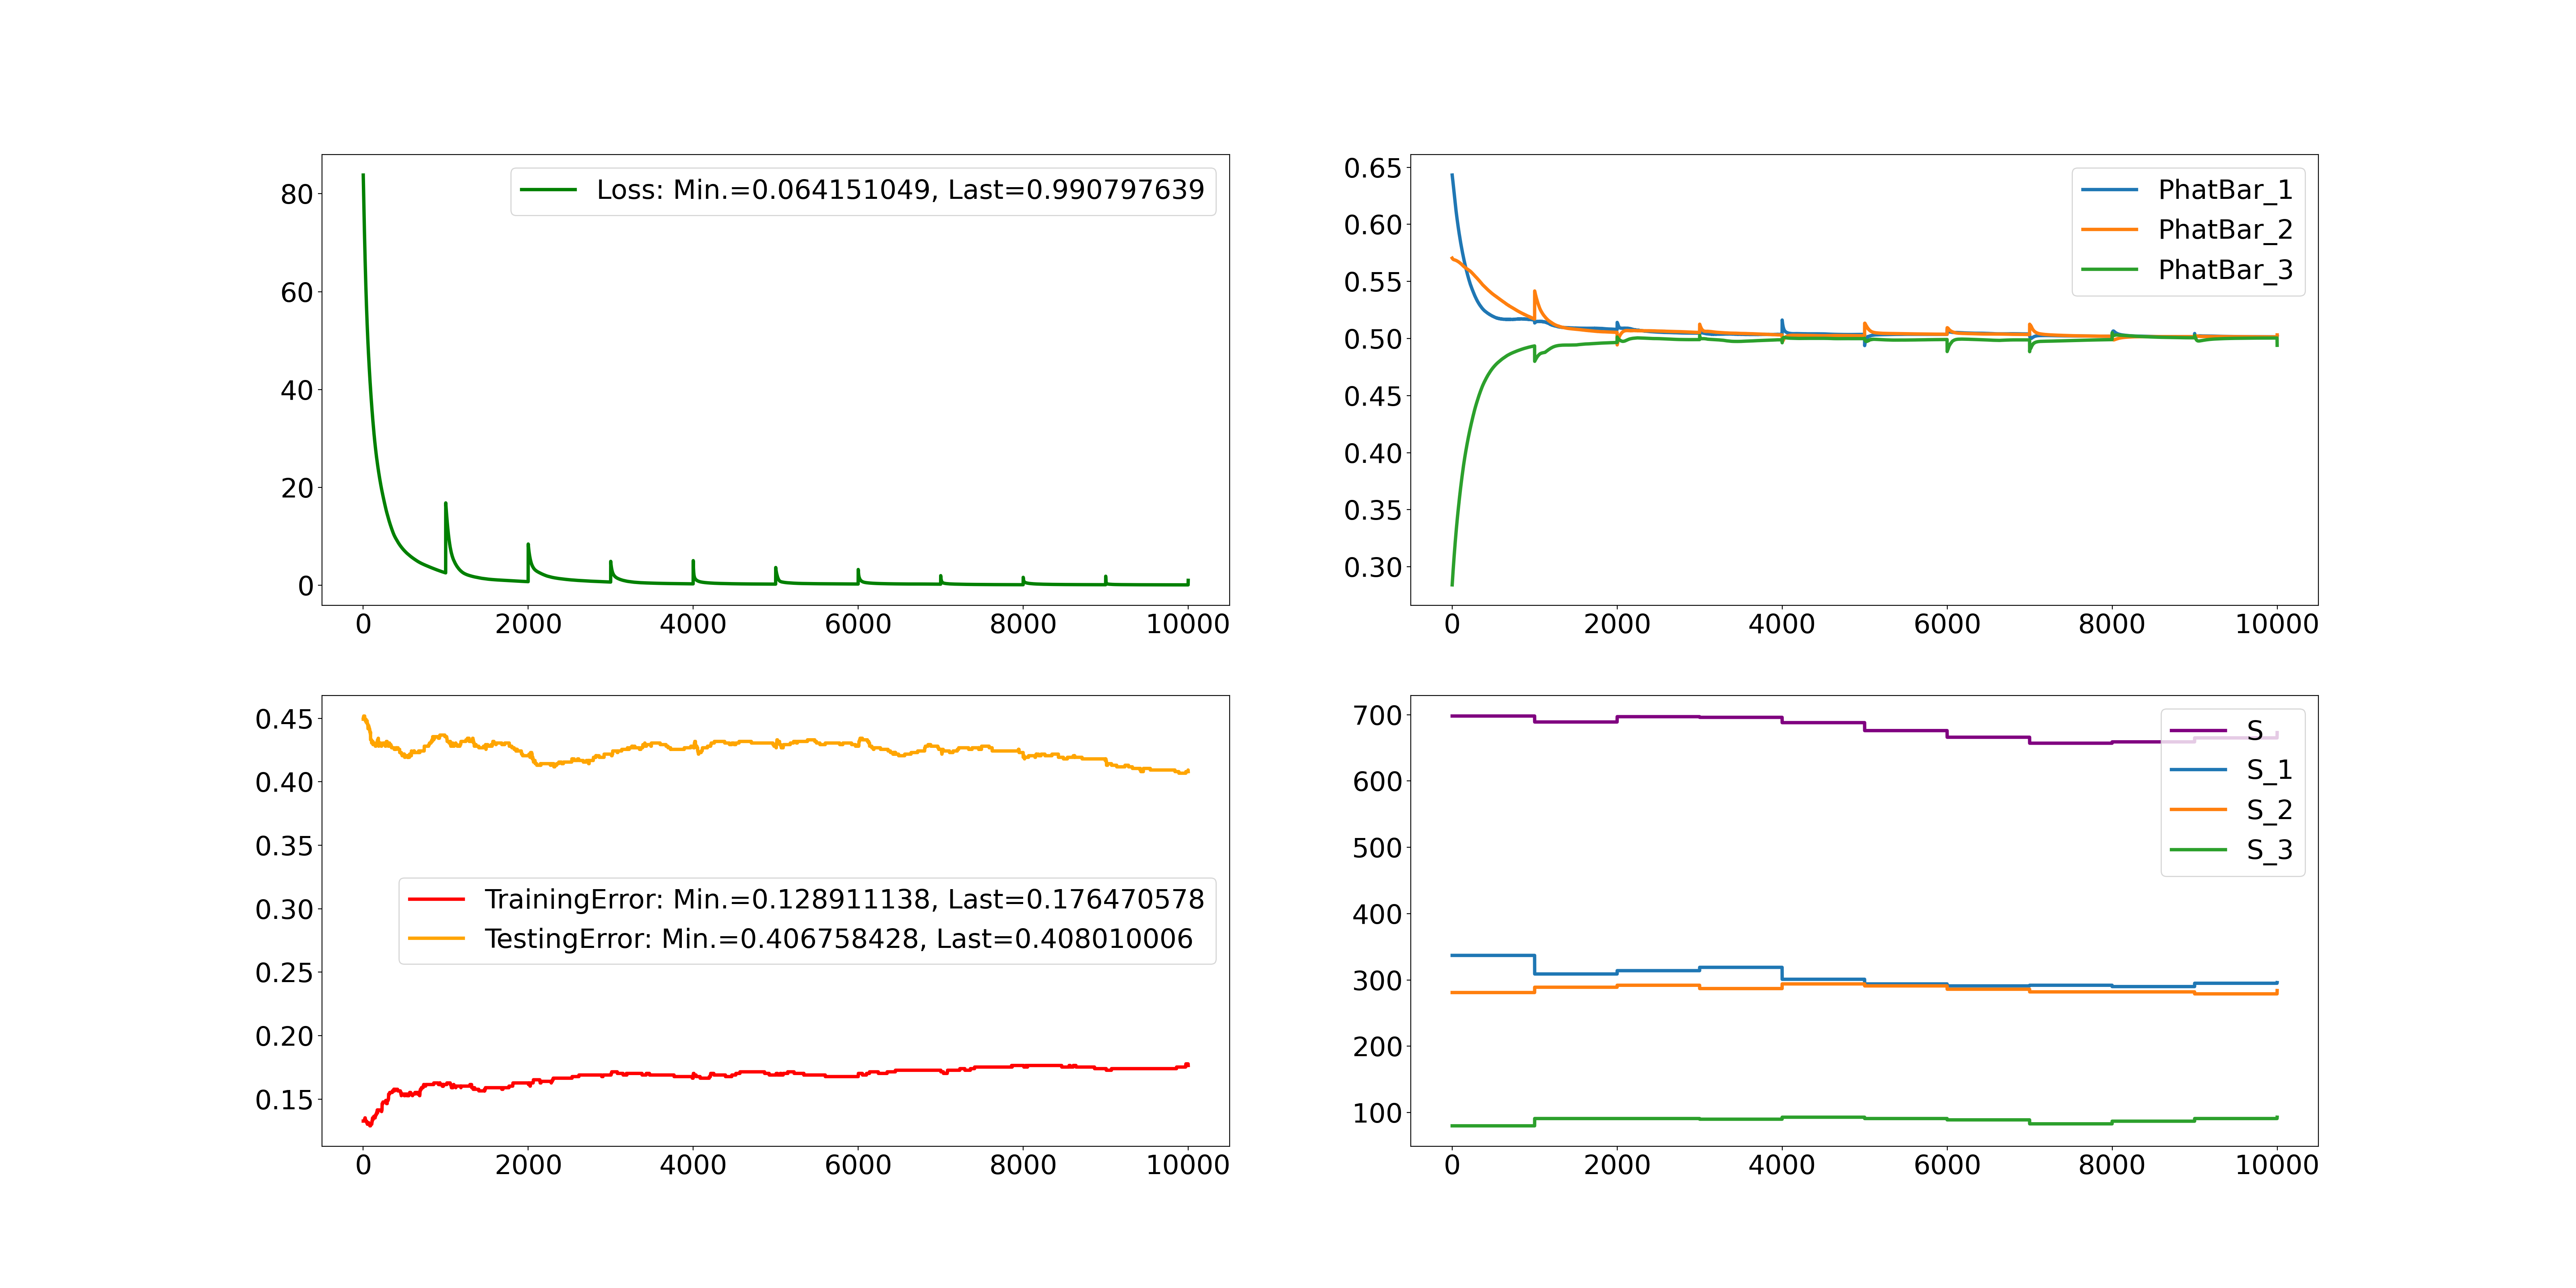 Loss: Min.=0.064151049, Last=0.990797639
80
60
40
20
0
0 2000 4000 6000 8000 10000
PhatBar_1
PhatBar_2
PhatBar_3
0.65
0.60
0.55
0.50
0.45
0.40
0.35
0.30
0 2000 4000 6000 8000 10000
TrainingError: Min.=0.128911138, Last=0.176470578
TestingError: Min.=0.406758428, Last=0.408010006
0.45
0.40
0.35
0.30
0.25
0.20
0.15
0 2000 4000 6000 8000 10000
S
S_1
S_2
S_3
700
600
500
400
300
200
100
0 2000 4000 6000 8000 10000